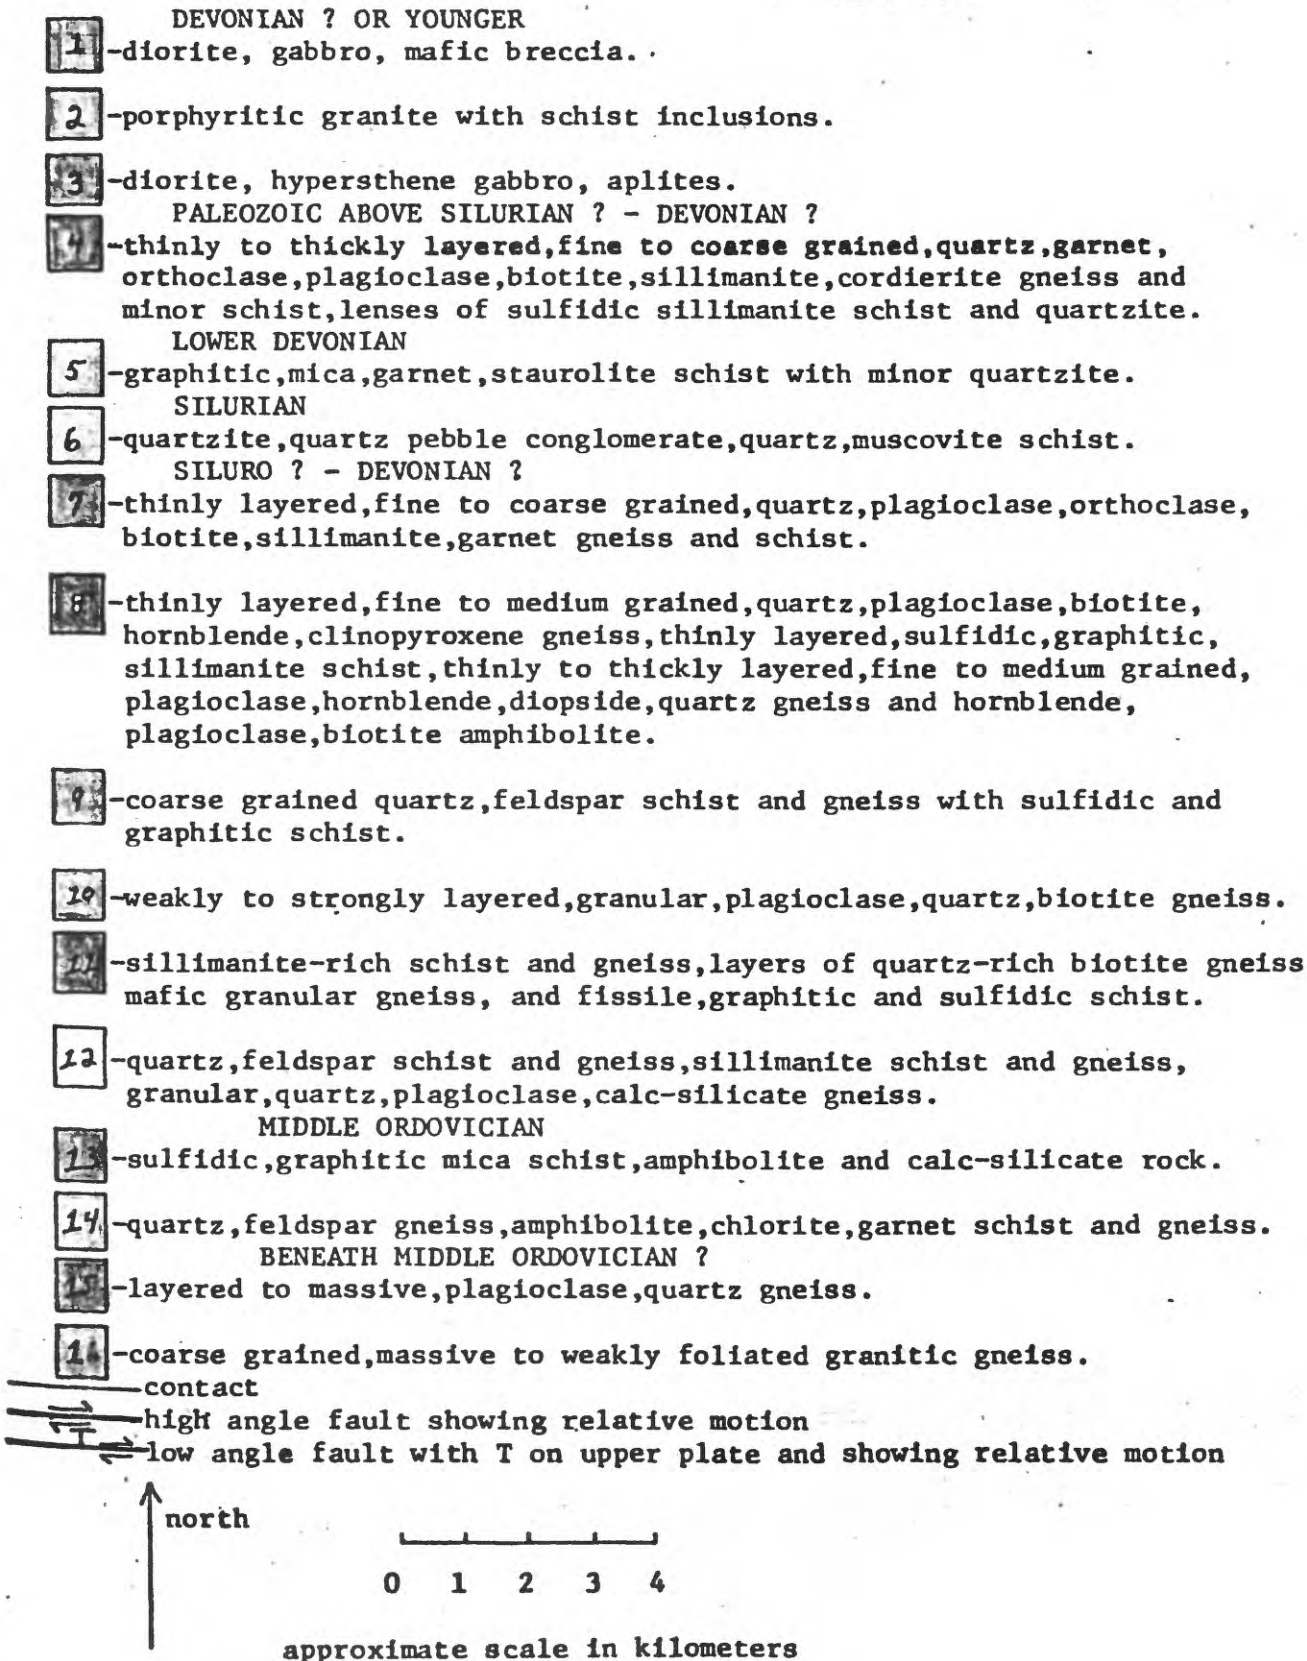 DEVONIAN ? OR YOUNGER
1 -diorite, gabbro, mafic breccia.
2 -porphyritic granite with schist inclusions.
3 -diorite, hypersthene gabbro, aplites.
PALEOZOIC ABOVE SILURIAN ? - DEVONIAN ?
4 -thinly to thickly layered,fine to coarse grained,quartz,garnet,
orthoclase,plagioclase,biotite,sillimanite,cordierite gneiss and
minor schist,lenses of sulfidic sillimanite schist and quartzite.
LOWER DEVONIAN
5 -graphitic,mica,garnet,staurolite schist with minor quartzite.
SILURIAN
6 -quartzite,quartz pebble conglomerate,quartz,muscovite schist.
SILURO ? - DEVONIAN ?
7 -thinly layered,fine to coarse grained,quartz,plagioclase,orthoclase,
biotite,sillimanite,garnet gneiss and schist.
8 -thinly layered,fine to medium grained,quartz,plagioclase,biotite,
hornblende,clinopyroxene gneiss,thinly layered,sulfidic,graphitic,
sillimanite schist,thinly to thickly layered,fine to medium grained,
plagioclase,hornblende,diopside,quartz gneiss and hornblende,
plagioclase,biotite amphibolite.
9 -coarse grained quartz,feldspar schist and gneiss with sulfidic and
graphitic schist.
10 -weakly to strongly layered,granular,plagioclase,quartz,biotite gneiss.
11 -sillimanite-rich schist and gneiss,layers of quartz-rich biotite gneiss
mafic granular gneiss, and fissile,graphitic and sulfidic schist.
12 -quartz,feldspar schist and gneiss,sillimanite schist and gneiss,
granular,quartz,plagioclase,calc-silicate gneiss.
MIDDLE ORDOVICIAN
13 -sulfidic,graphitic mica schist,amphibolite and calc-silicate rock.
14 -quartz,feldspar gneiss,amphibolite,chlorite,garnet schist and gneiss.
BENEATH MIDDLE ORDOVICIAN ?
15 -layered to massive,plagioclase,quartz gneiss.
16 -coarse grained,massive to weakly foliated granitic gneiss.
contact
high angle fault showing relative motion
T
low angle fault with T on upper plate and showing relative motion
north
0 1 2 3 4
approximate scale in kilometers